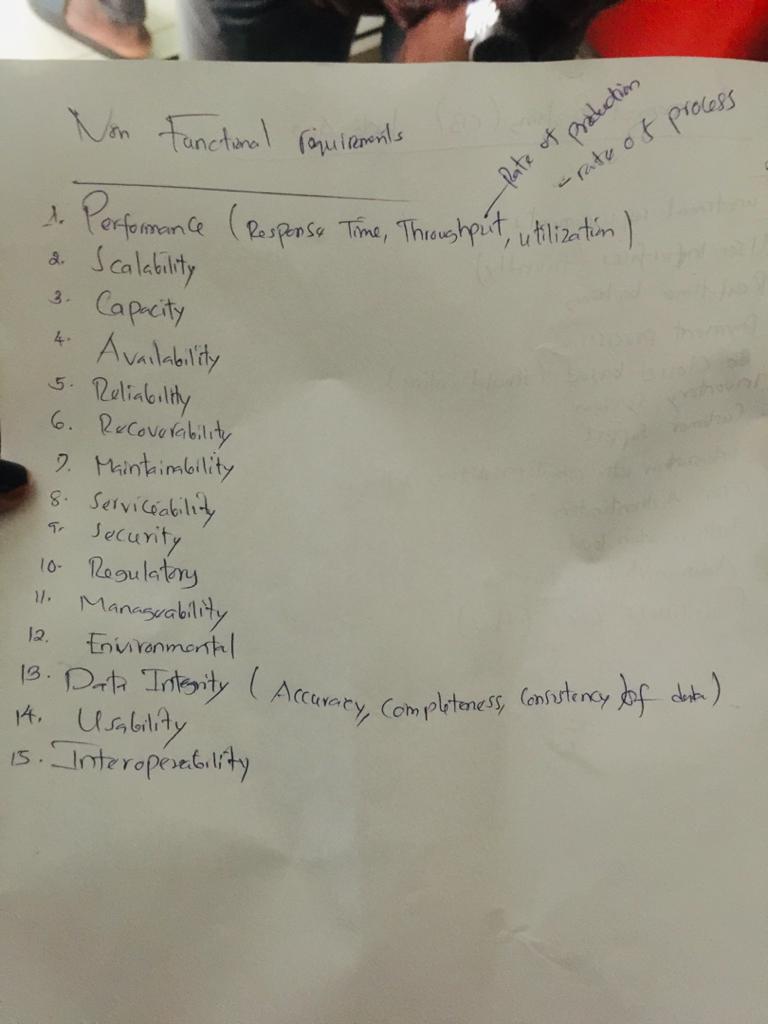 Non Functional requirements
Rate of production
- rate of process
1. Performance (Response Time, Throughput, utilization)
2. Scalability
3. Capacity
4. Availability
5. Reliability
6. Recoverability
7. Maintainability
8. Serviceability
9. Security
10. Regulatory
11. Manageability
12. Environmental
13. Data Integrity (Accuracy, Completeness, Consistency of data)
14. Usability
15. Interoperability